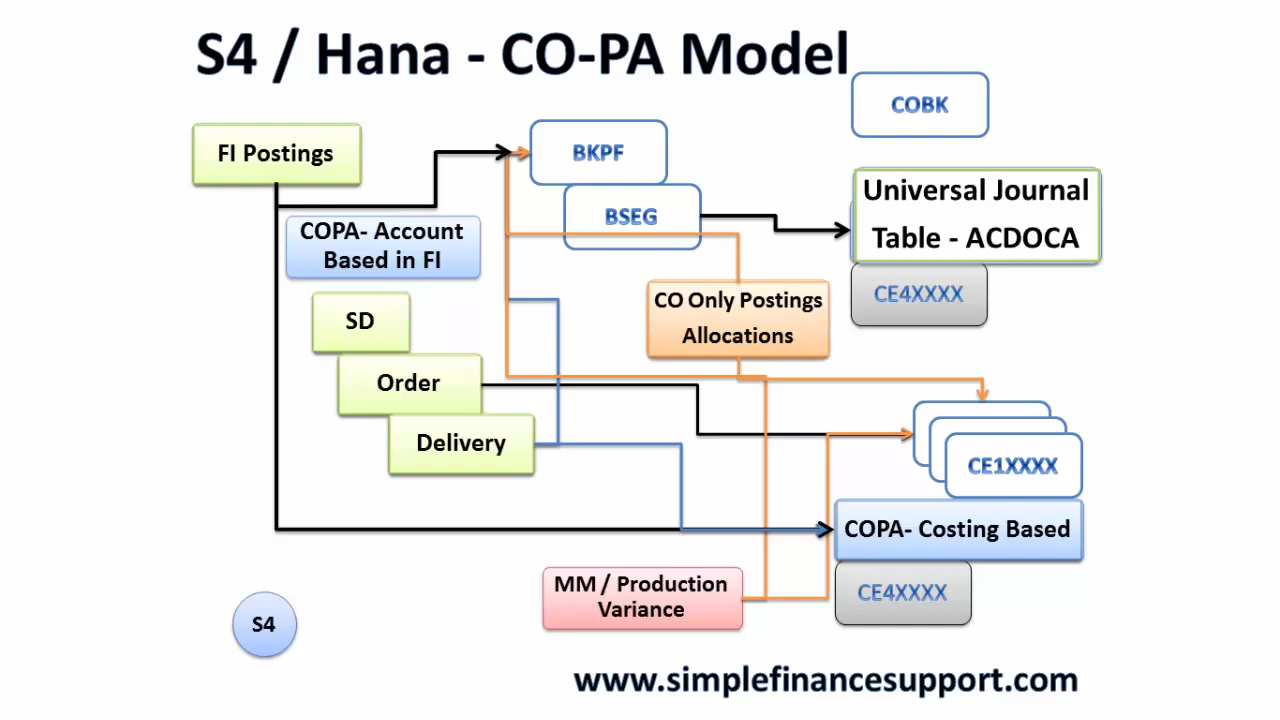 S4 / Hana - CO-PA Model
COBK
FI Postings
BKPF
BSEG
Universal Journal
Table - ACDOCA
COPA- Account
Based in FI
CE4XXXX
CO Only Postings
Allocations
SD
Order
Delivery
CE1XXXX
COPA- Costing Based
CE4XXXX
MM / Production
Variance
S4
www.simplefinancesupport.com